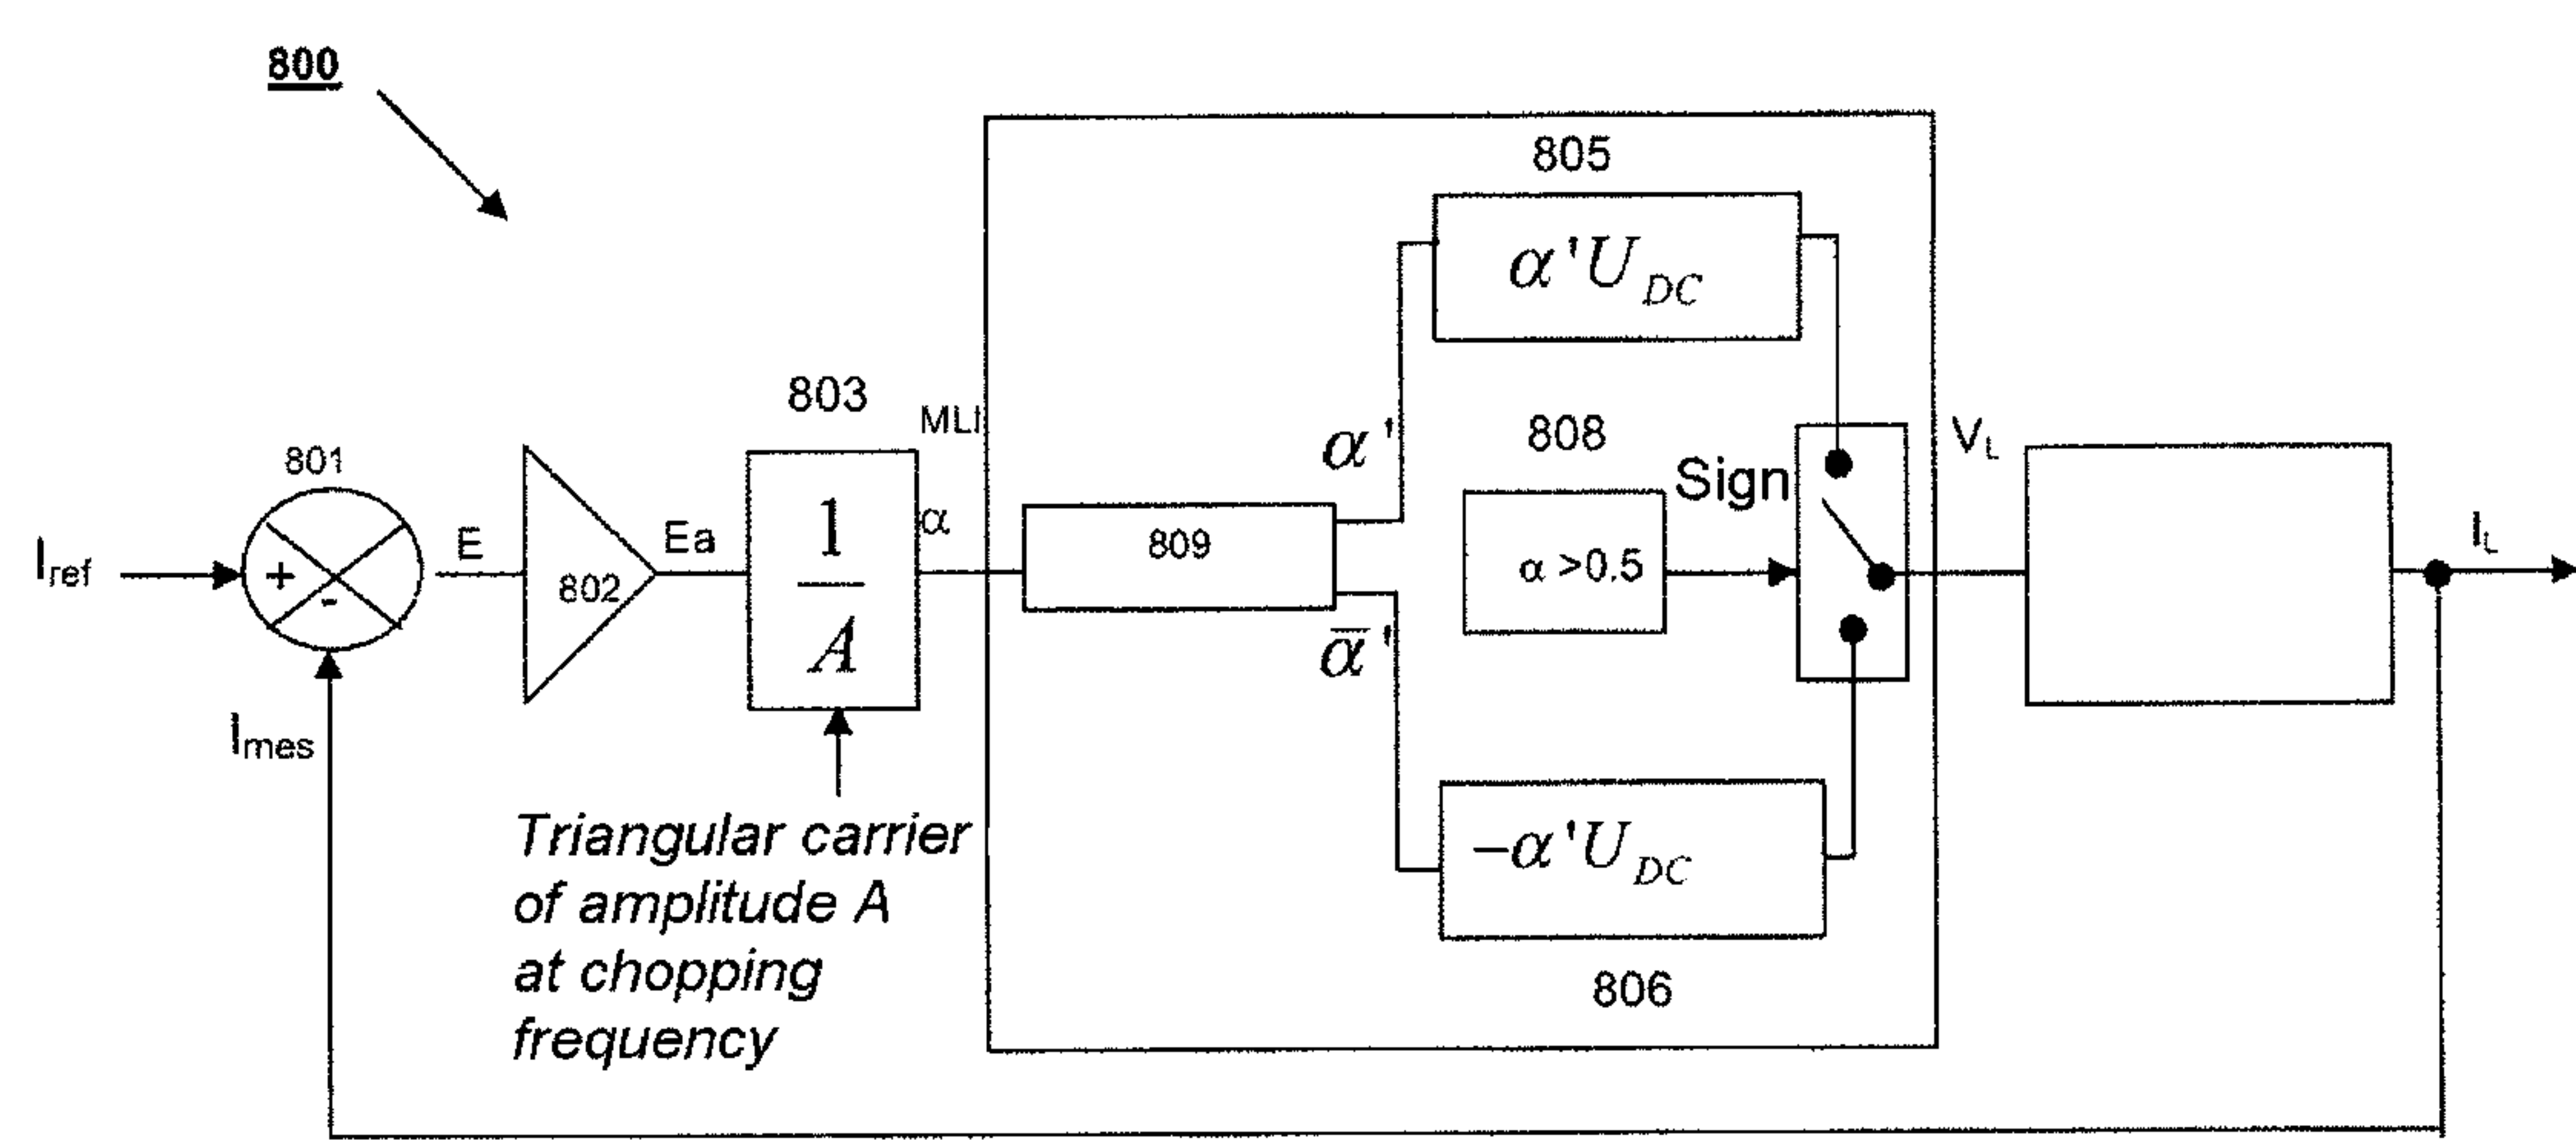 800
805
α'U_DC
803
MLI
808
α'
Sign
V_L
801
I_ref
+
-
E
802
Ea
1
A
α
809
α >0.5
I_L
ᾱ'
I_mes
Triangular carrier
of amplitude A
at chopping
frequency
-α'U_DC
806